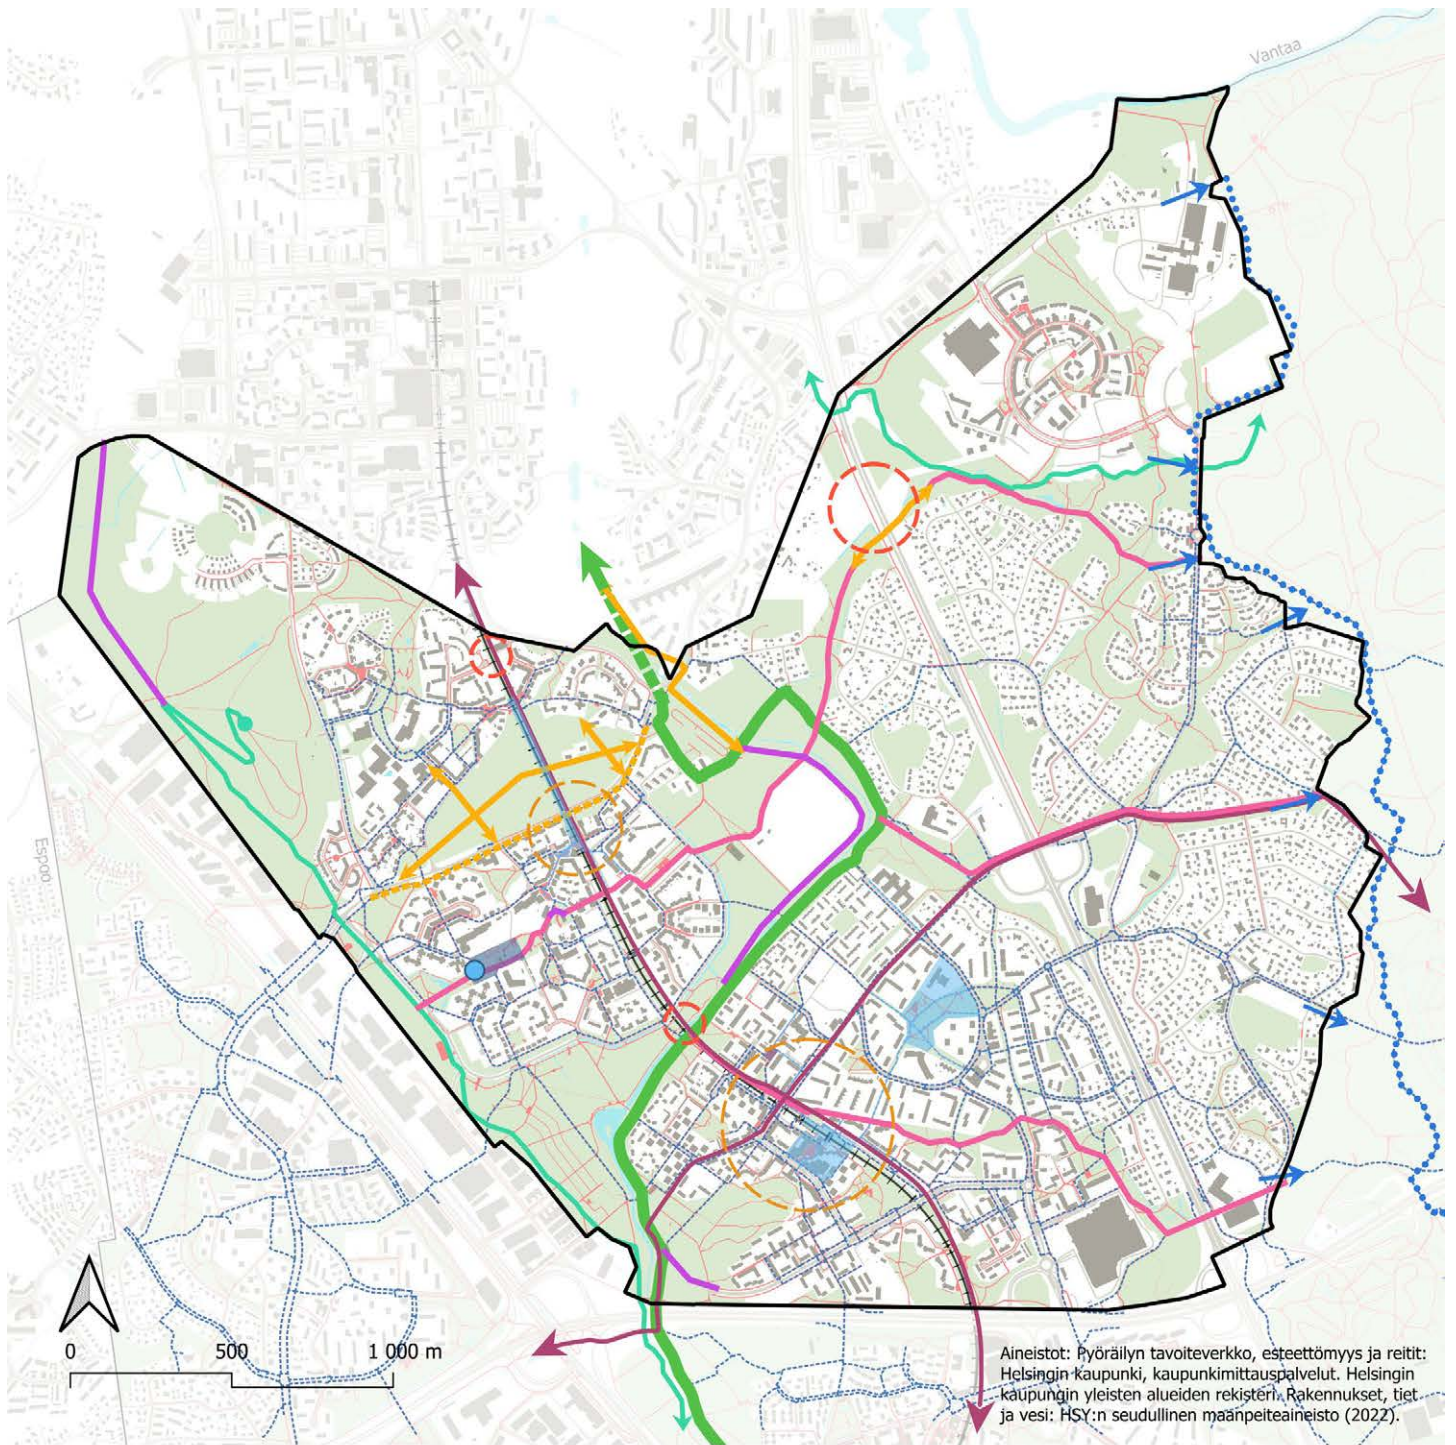 Vantaa
Espoo
0 500 1 000 m
Aineistot: Pyöräilyn tavoiteverkko, esteettömyys ja reitit:
Helsingin kaupunki, kaupunkimittauspalvelut. Helsingin
kaupungin yleisten alueiden rekisteri. Rakennukset, tiet
ja vesi: HSY:n seudullinen maanpeiteaineisto (2022).